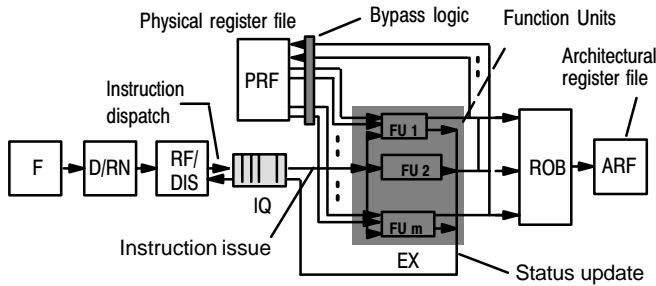 Physical register file
Bypass logic
Function Units
Architectural
register file
Instruction
dispatch
PRF
FU 1
F
D/RN
RF/
DIS
IQ
FU 2
ROB
ARF
FU m
Instruction issue
EX
Status update